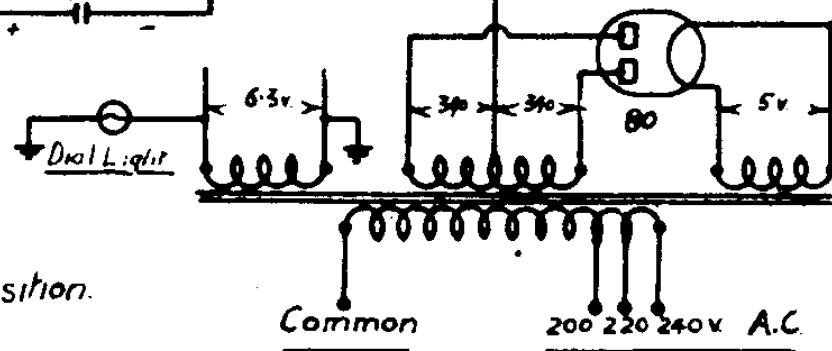 + -
6.3v.
340
340
5v.
80
Dial Light
sition.
Common
200 220 240v. A.C.